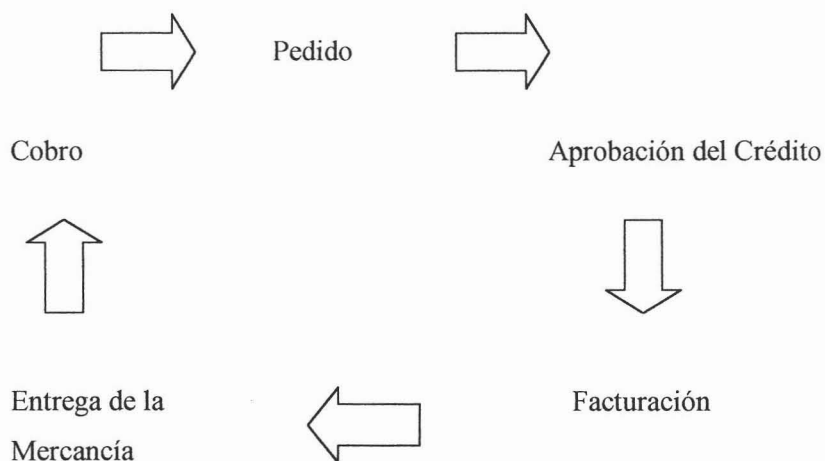 Pedido
Cobro
Aprobación del Crédito
Entrega de la
Mercancía
Facturación